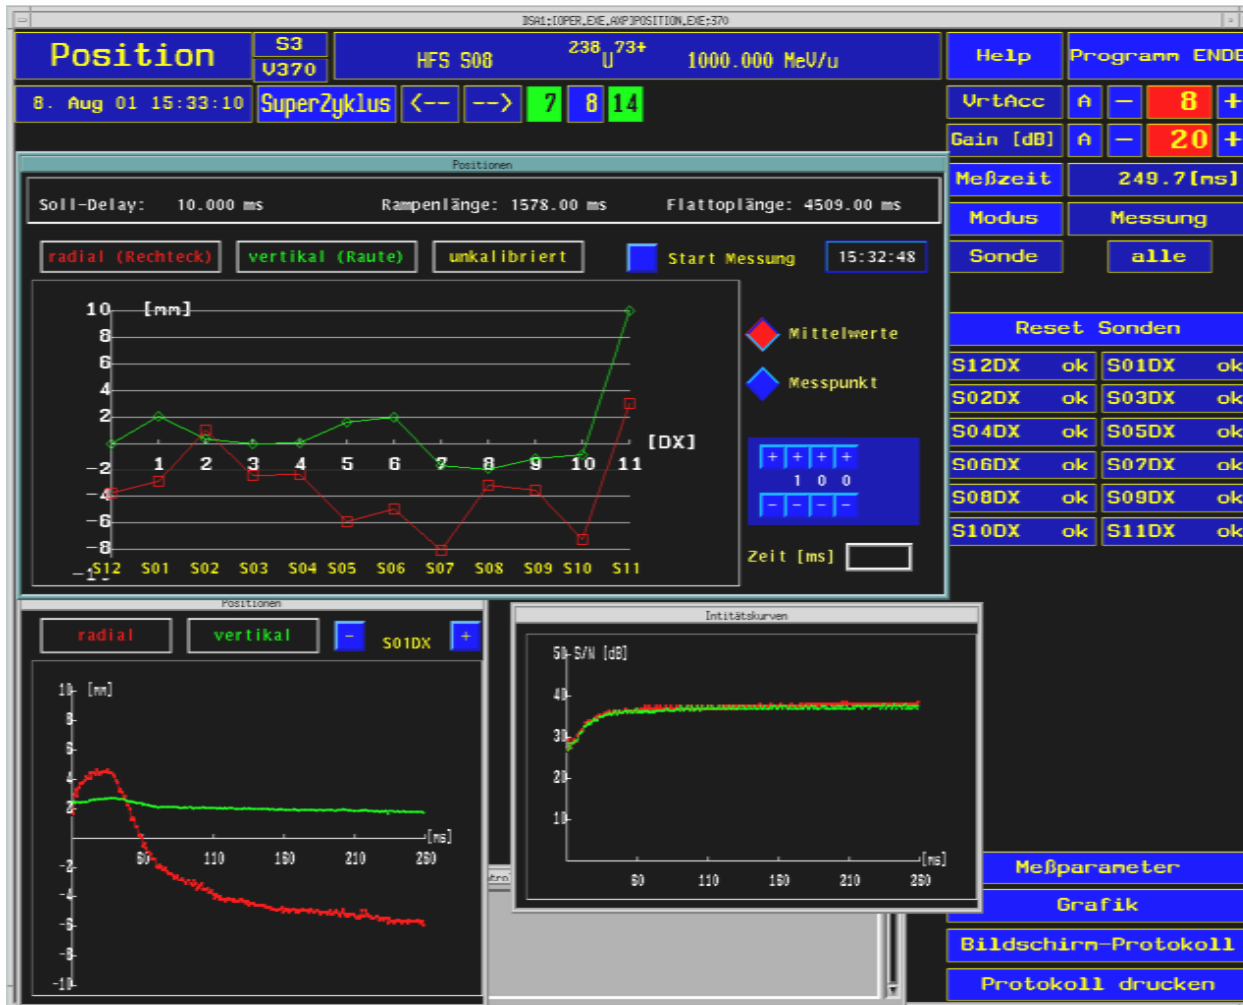 DSA1:[OPER.EXE.AXP]POSITION.EXE;370
Position S3 V370 HFS S08 238 U 73+ 1000.000 MeV/u Help Programm ENDE
8. Aug 01 15:33:10 SuperZyklus <-- --> 7 8 14 VrtAcc A - 8 +
Gain [dB] A - 20 +
Meßzeit 249.7[ms]
Modus Messung
Sonde alle
Reset Sonden
S12DX ok S01DX ok
S02DX ok S03DX ok
S04DX ok S05DX ok
S06DX ok S07DX ok
S08DX ok S09DX ok
S10DX ok S11DX ok
Positionen
Soll-Delay: 10.000 ms Rampenlänge: 1578.00 ms Flattoplänge: 4509.00 ms
radial (Rechteck) vertikal (Raute) unkalibriert Start Messung 15:32:48
10 [mm]
8
6
4
2
[DX]
1 2 3 4 5 6 7 8 9 10 11
-2
-4
-6
-8
S12 S01 S02 S03 S04 S05 S06 S07 S08 S09 S10 S11
Mittelwerte
Messpunkt
+ + + +
1 0 0
- - - -
Zeit [ms]
Positionen
radial vertikal - S01DX +
10 [mm]
8
6
4
2
[ms]
60 110 160 210 260
-2
-4
-6
-8
-10
Intitätskurven
50 S/N [dB]
40
30
20
10
[ms]
60 110 160 210 260
Meßparameter
Grafik
Bildschirm-Protokoll
Protokoll drucken